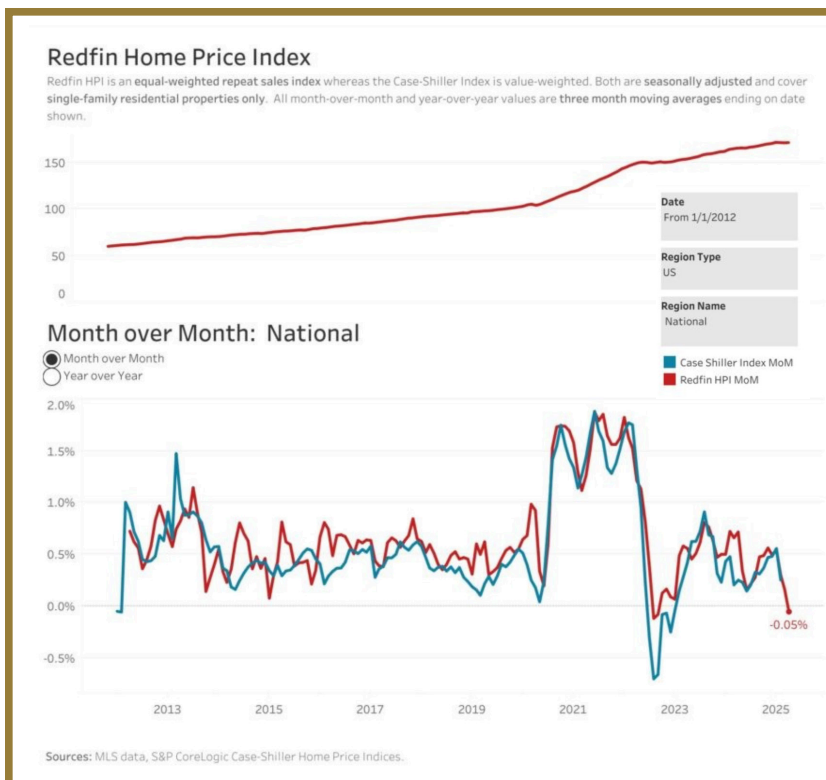 Redfin Home Price Index
Redfin HPI is an equal-weighted repeat sales index whereas the Case-Shiller Index is value-weighted. Both are seasonally adjusted and cover
single-family residential properties only. All month-over-month and year-over-year values are three month moving averages ending on date
shown.
150
100
50
0
Date
From 1/1/2012
Region Type
US
Region Name
National
Month over Month: National
Month over Month
Year over Year
Case Shiller Index MoM
Redfin HPI MoM
2.0%
1.5%
1.0%
0.5%
0.0%
-0.5%
-0.05%
2013
2015
2017
2019
2021
2023
2025
Sources: MLS data, S&P CoreLogic Case-Shiller Home Price Indices.